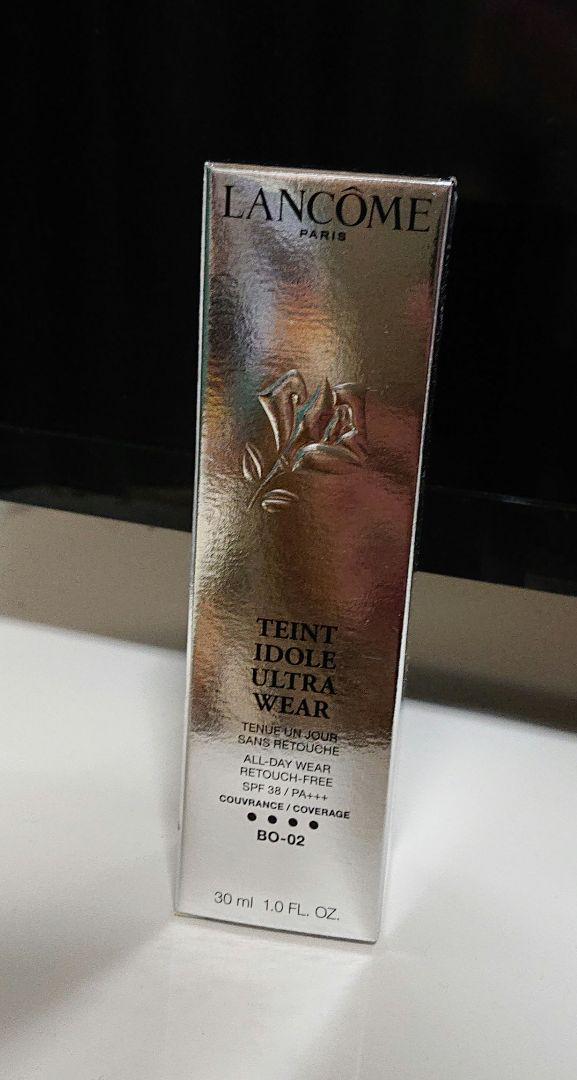 LANCÔME
PARIS
TEINT
IDOLE
ULTRA
WEAR
TENUE UN JOUR
SANS RETOUCHE
ALL-DAY WEAR
RETOUCH-FREE
SPF 38 / PA+++
COUVRANCE / COVERAGE
BO-02
30 ml 1.0 FL. OZ.